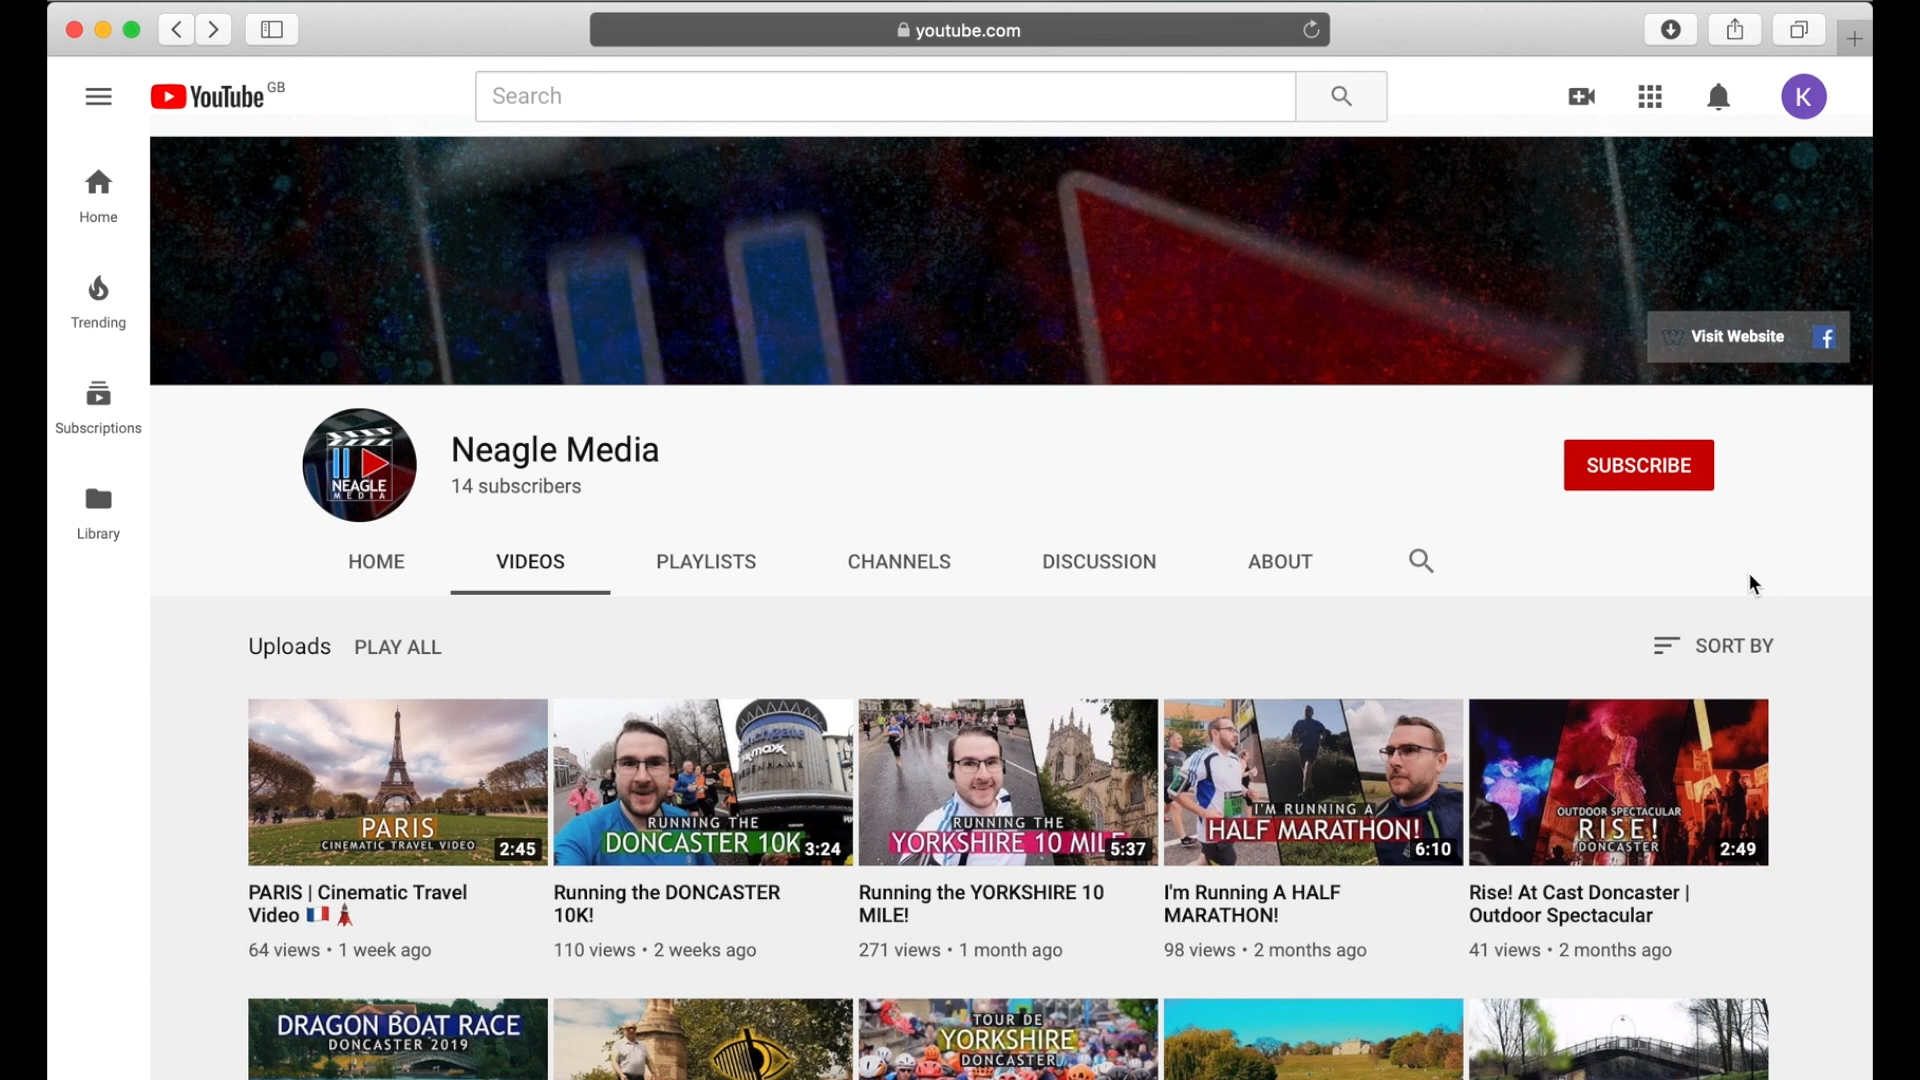 youtube.com
YouTube GB
Search
K
Home
Trending
Subscriptions
Library
Visit Website
NEAGLE
MEDIA
Neagle Media
14 subscribers
SUBSCRIBE
HOME
VIDEOS
PLAYLISTS
CHANNELS
DISCUSSION
ABOUT
Uploads
PLAY ALL
SORT BY
PARIS
CINEMATIC TRAVEL VIDEO
2:45
RUNNING THE
DONCASTER 10K
3:24
RUNNING THE
YORKSHIRE 10 MILE
5:37
I'M RUNNING A
HALF MARATHON!
6:10
OUTDOOR SPECTACULAR
RISE!
DONCASTER
2:49
PARIS | Cinematic Travel
Video
64 views • 1 week ago
Running the DONCASTER
10K!
110 views • 2 weeks ago
Running the YORKSHIRE 10
MILE!
271 views • 1 month ago
I'm Running A HALF
MARATHON!
98 views • 2 months ago
Rise! At Cast Doncaster |
Outdoor Spectacular
41 views • 2 months ago
DRAGON BOAT RACE
DONCASTER 2019
TOUR DE
YORKSHIRE
DONCASTER